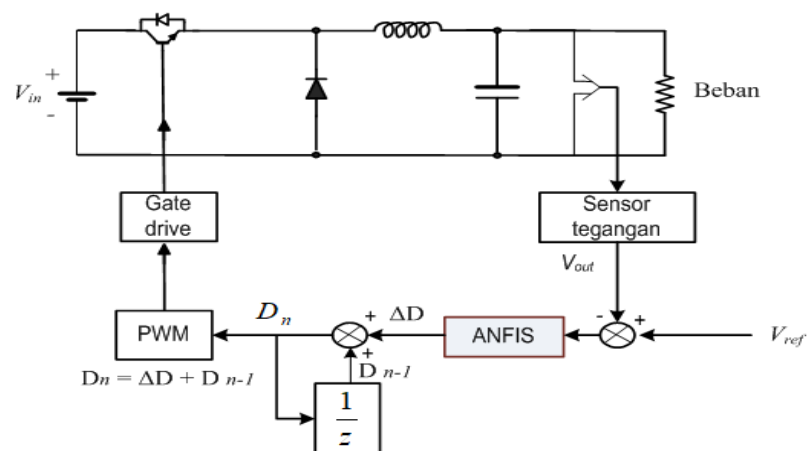 +
V_in
-
Beban
Gate
drive
Sensor
tegangan
V_out
D_n
+
ΔD
ANFIS
-
+
V_ref
PWM
+
D n-1
Dn = ΔD + D n-1
1
z